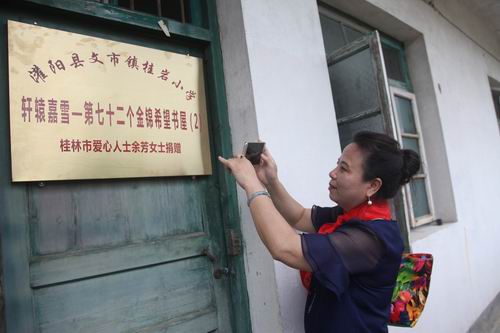 灌阳县文市镇桂岩小学
轩辕嘉雪一第七十二个金锦希望书屋（2）
桂林市爱心人士余芳女士捐赠